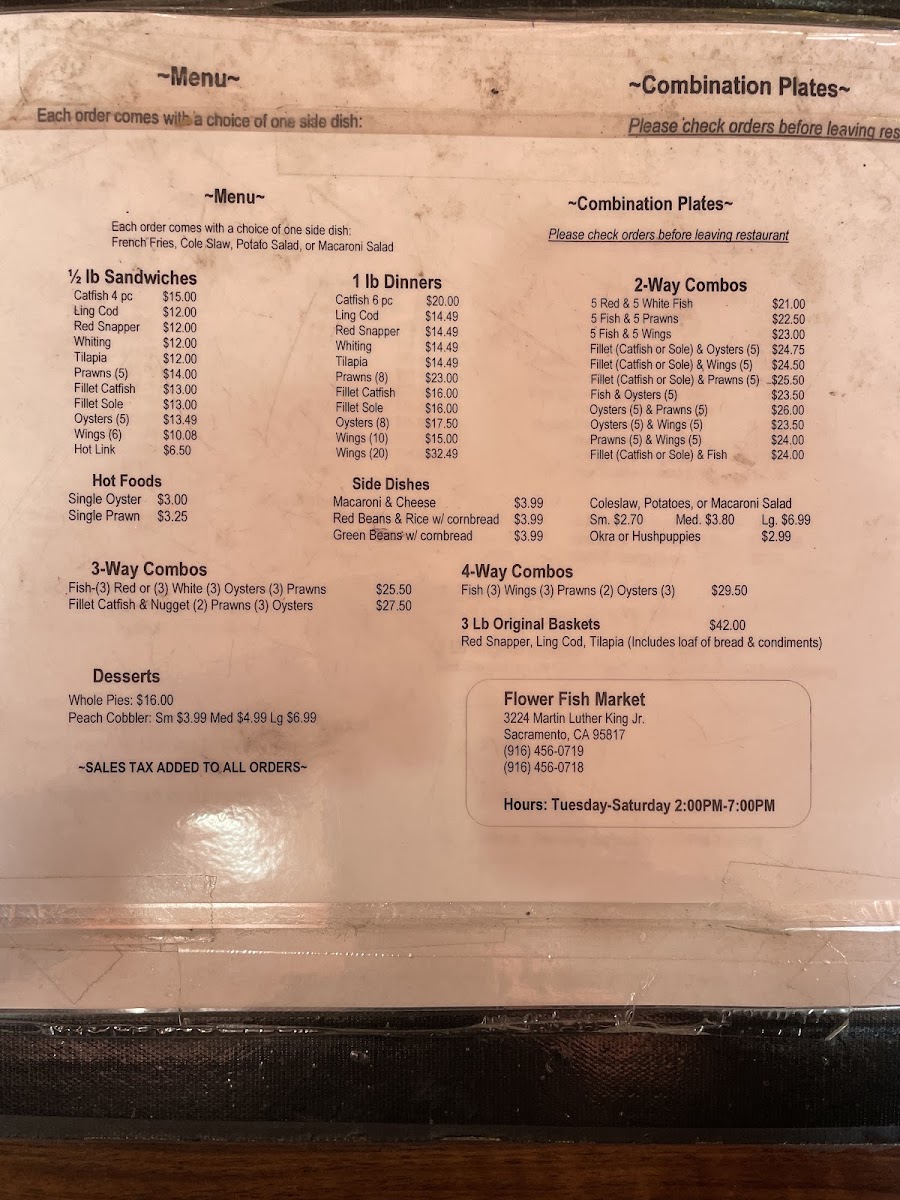 ~Menu~
Each order comes with a choice of one side dish:
~Combination Plates~
Please check orders before leaving res
~Menu~
Each order comes with a choice of one side dish:
French Fries, Cole Slaw, Potato Salad, or Macaroni Salad
~Combination Plates~
Please check orders before leaving restaurant
½ lb Sandwiches
Catfish 4 pc $15.00
Ling Cod $12.00
Red Snapper $12.00
Whiting $12.00
Tilapia $12.00
Prawns (5) $14.00
Fillet Catfish $13.00
Fillet Sole $13.00
Oysters (5) $13.49
Wings (6) $10.08
Hot Link $6.50
1 lb Dinners
Catfish 6 pc $20.00
Ling Cod $14.49
Red Snapper $14.49
Whiting $14.49
Tilapia $14.49
Prawns (8) $23.00
Fillet Catfish $16.00
Fillet Sole $16.00
Oysters (8) $17.50
Wings (10) $15.00
Wings (20) $32.49
2-Way Combos
5 Red & 5 White Fish $21.00
5 Fish & 5 Prawns $22.50
5 Fish & 5 Wings $23.00
Fillet (Catfish or Sole) & Oysters (5) $24.75
Fillet (Catfish or Sole) & Wings (5) $24.50
Fillet (Catfish or Sole) & Prawns (5) $25.50
Fish & Oysters (5) $23.50
Oysters (5) & Prawns (5) $26.00
Oysters (5) & Wings (5) $23.50
Prawns (5) & Wings (5) $24.00
Fillet (Catfish or Sole) & Fish $24.00
Hot Foods
Single Oyster $3.00
Single Prawn $3.25
Side Dishes
Macaroni & Cheese $3.99
Red Beans & Rice w/ cornbread $3.99
Green Beans w/ cornbread $3.99
Coleslaw, Potatoes, or Macaroni Salad
Sm. $2.70 Med. $3.80 Lg. $6.99
Okra or Hushpuppies $2.99
3-Way Combos
Fish-(3) Red or (3) White (3) Oysters (3) Prawns $25.50
Fillet Catfish & Nugget (2) Prawns (3) Oysters $27.50
4-Way Combos
Fish (3) Wings (3) Prawns (2) Oysters (3) $29.50
3 Lb Original Baskets $42.00
Red Snapper, Ling Cod, Tilapia (Includes loaf of bread & condiments)
Desserts
Whole Pies: $16.00
Peach Cobbler: Sm $3.99 Med $4.99 Lg $6.99
~SALES TAX ADDED TO ALL ORDERS~
Flower Fish Market
3224 Martin Luther King Jr.
Sacramento, CA 95817
(916) 456-0719
(916) 456-0718
Hours: Tuesday-Saturday 2:00PM-7:00PM